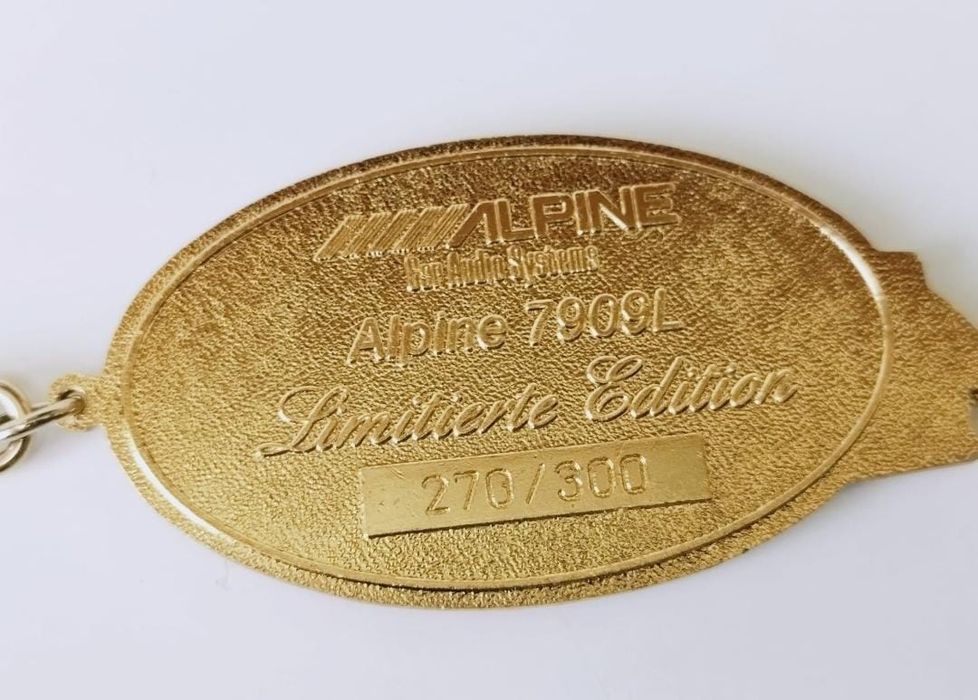 ALPINE
Car Audio Systems
Alpine 7909L
Limitierte Edition
270/300